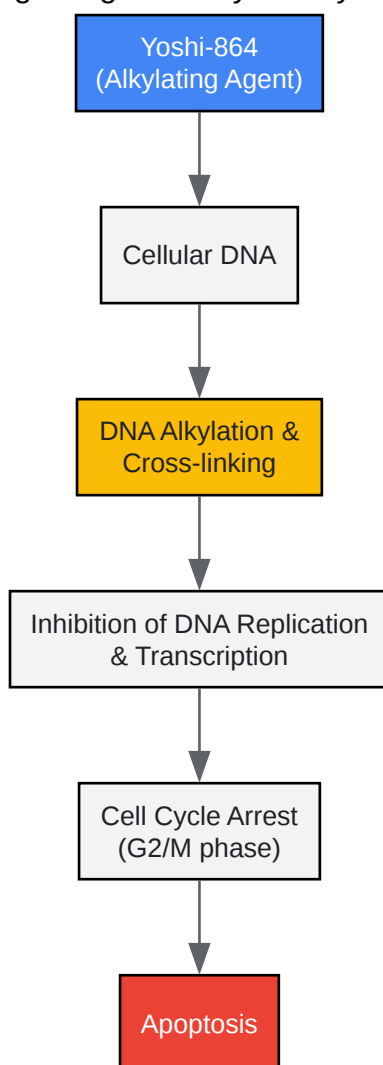 Yoshi-864
(Alkylating Agent)
Cellular DNA
DNA Alkylation &
Cross-linking
Inhibition of DNA Replication
& Transcription
Cell Cycle Arrest
(G2/M phase)
Apoptosis